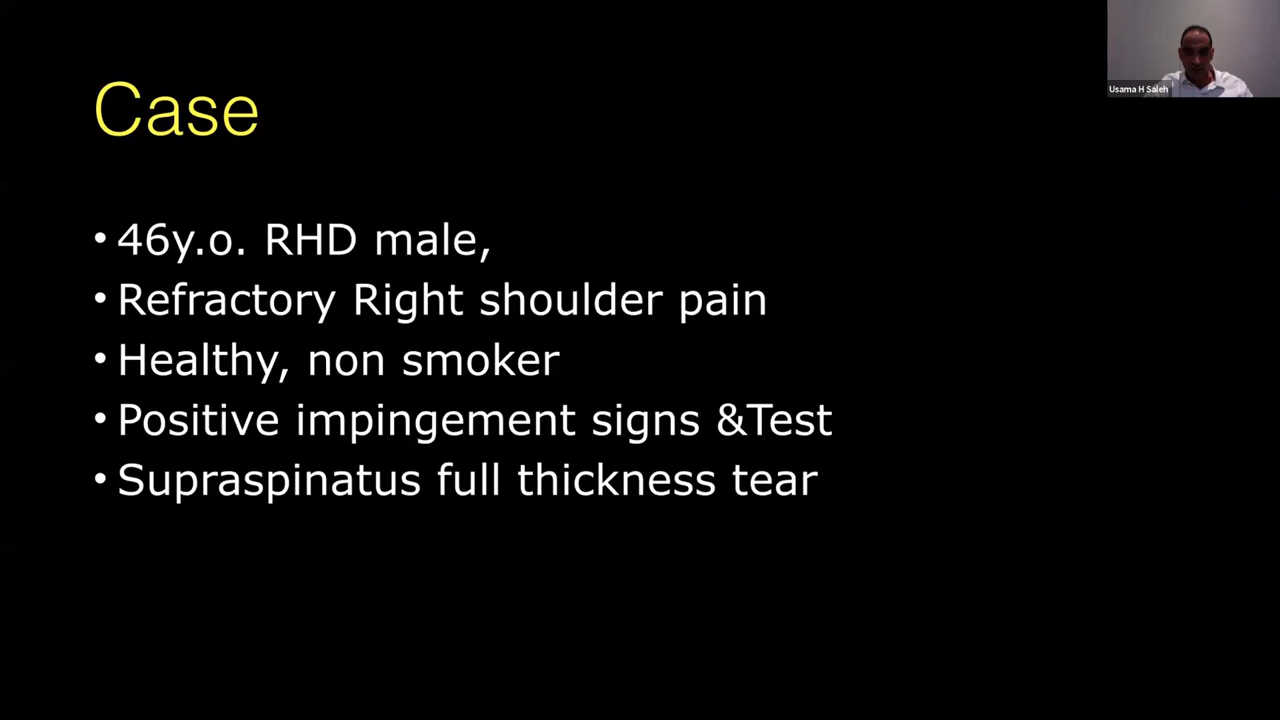 Usama H Saleh
Case
• 46y.o. RHD male,
• Refractory Right shoulder pain
• Healthy, non smoker
• Positive impingement signs &Test
• Supraspinatus full thickness tear